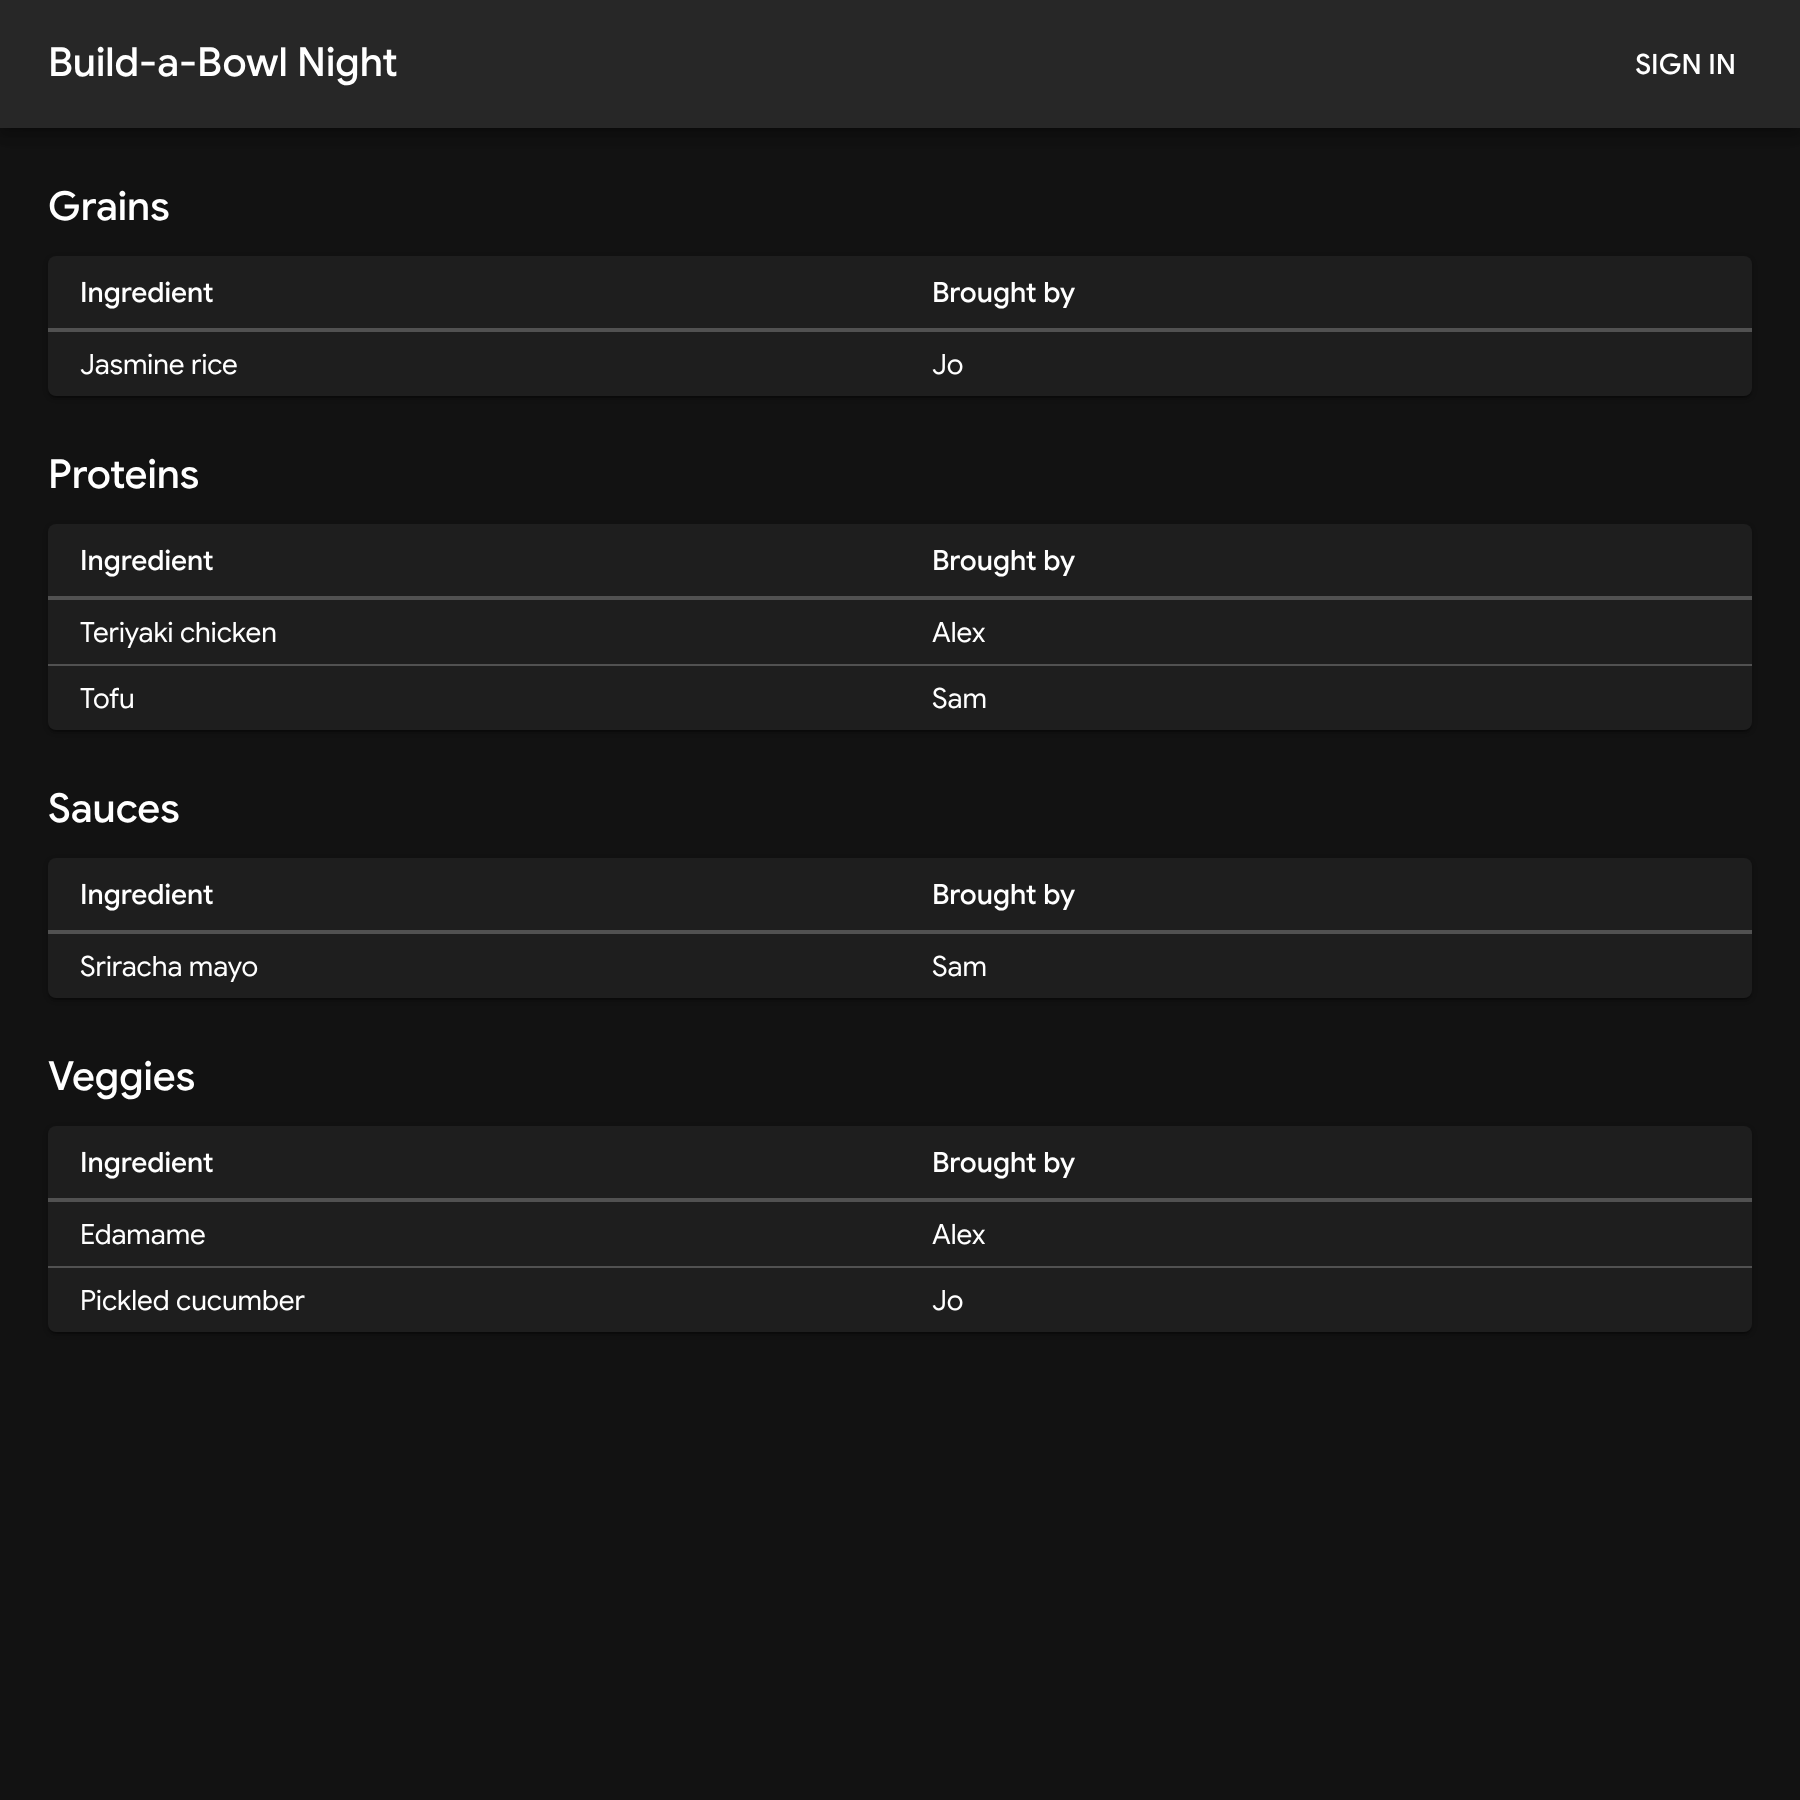 Build-a-Bowl Night SIGN IN
Grains
Ingredient Brought by
Jasmine rice Jo
Proteins
Ingredient Brought by
Teriyaki chicken Alex
Tofu Sam
Sauces
Ingredient Brought by
Sriracha mayo Sam
Veggies
Ingredient Brought by
Edamame Alex
Pickled cucumber Jo